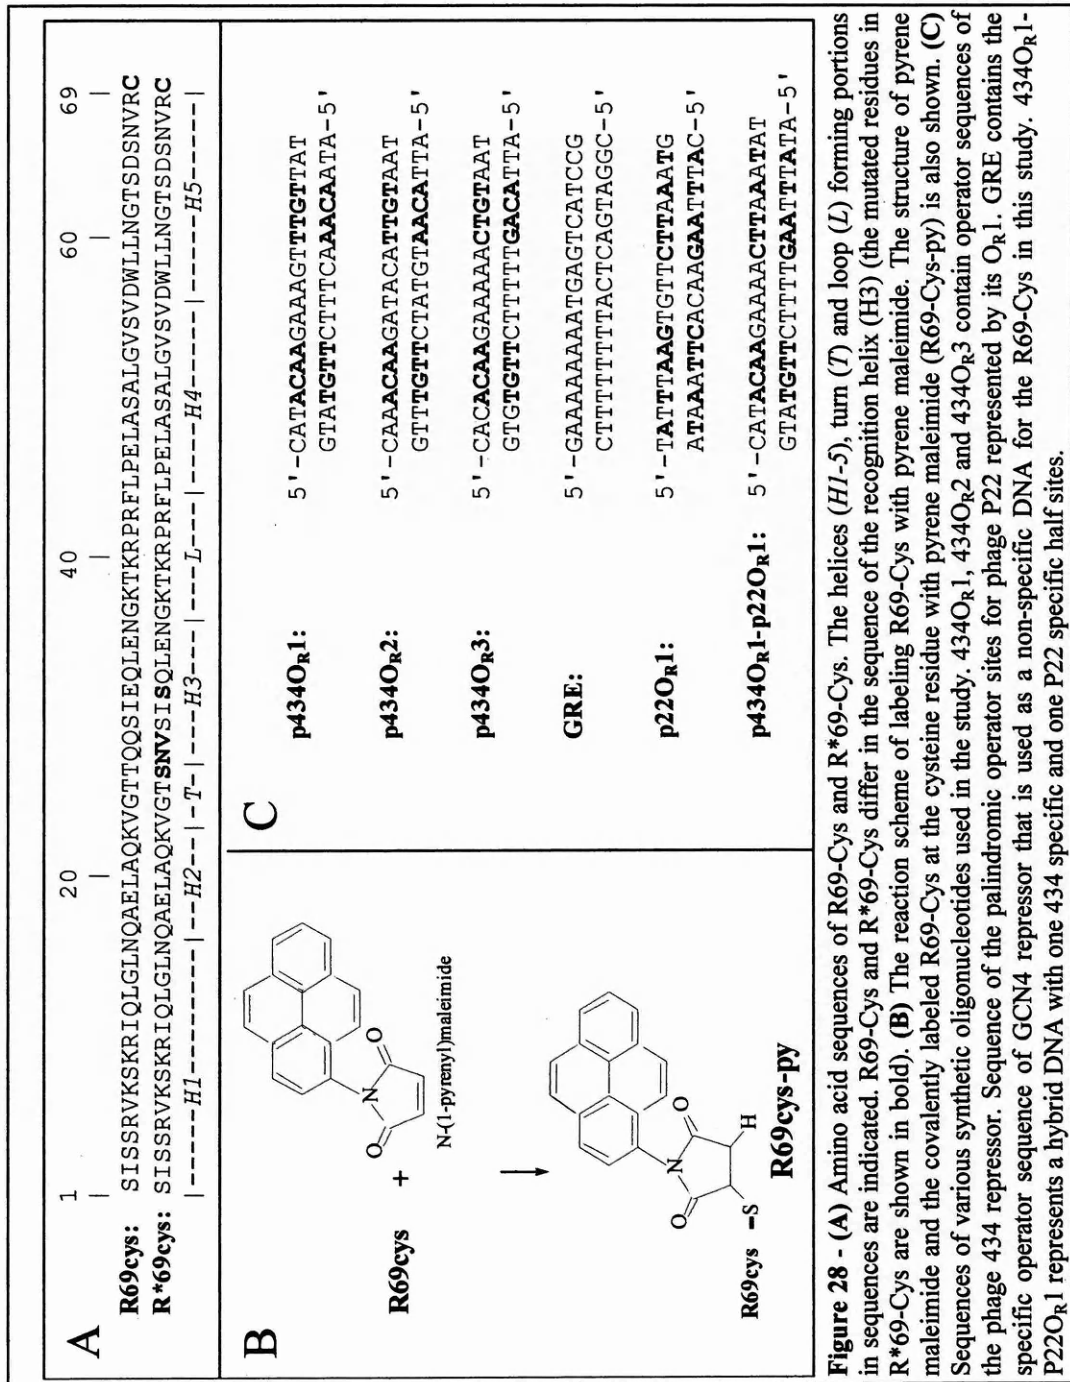 A
1 20 40 60 69
| | | | |
R69cys: SISSRVKSKRIQLGLNQAELAQKVGTTQQSIEQLENGKTKRPRFLPELASALGVSVDWLLNGTSDSNVRC
R*69cys: SISSRVKSKRIQLGLNQAELAQKVGTSNVSISQLENGKTKRPRFLPELASALGVSVDWLLNGTSDSNVRC
|-----H1---------|--H2--|-T-|---H3---|---L---|-----H4-----|------H5-----|
B
R69cys
+
N-(1-pyrenyl)maleimide
O
N
O
O
N
O
R69cys -S
H
R69cys-py
C
p434OR1: 5'-CATACAAGAAAGTTTGTTAT
GTATGTTCTTTCAAACAATA-5'
p434OR2: 5'-CAAACAAGATACATTGTAAT
GTTTGTTCTATGTAACATTA-5'
p434OR3: 5'-CACACAAGAAAAACTGTAAT
GTGTGTTCTTTTTGACATTA-5'
GRE: 5'-GAAAAAAATGAGTCATCCG
CTTTTTTTACTCAGTAGGC-5'
p22OR1: 5'-TATTTAAGTGTTCTTTAATG
ATAAATTCACAAGAATTTAC-5'
p434OR1-p22OR1: 5'-CATACAAGAAAACTTAAATAT
GTATGTTCTTTTGAATTTATA-5'
Figure 28 - (A) Amino acid sequences of R69-Cys and R*69-Cys. The helices (H1-5), turn (T) and loop (L) forming portions
in sequences are indicated. R69-Cys and R*69-Cys differ in the sequence of the recognition helix (H3) (the mutated residues in
R*69-Cys are shown in bold). (B) The reaction scheme of labeling R69-Cys with pyrene maleimide. The structure of pyrene
maleimide and the covalently labeled R69-Cys at the cysteine residue with pyrene maleimide (R69-Cys-py) is also shown. (C)
Sequences of various synthetic oligonucleotides used in the study. 434OR1, 434OR2 and 434OR3 contain operator sequences of
the phage 434 repressor. Sequence of the palindromic operator sites for phage P22 represented by its OR1. GRE contains the
specific operator sequence of GCN4 repressor that is used as a non-specific DNA for the R69-Cys in this study. 434OR1-
P22OR1 represents a hybrid DNA with one 434 specific and one P22 specific half sites.